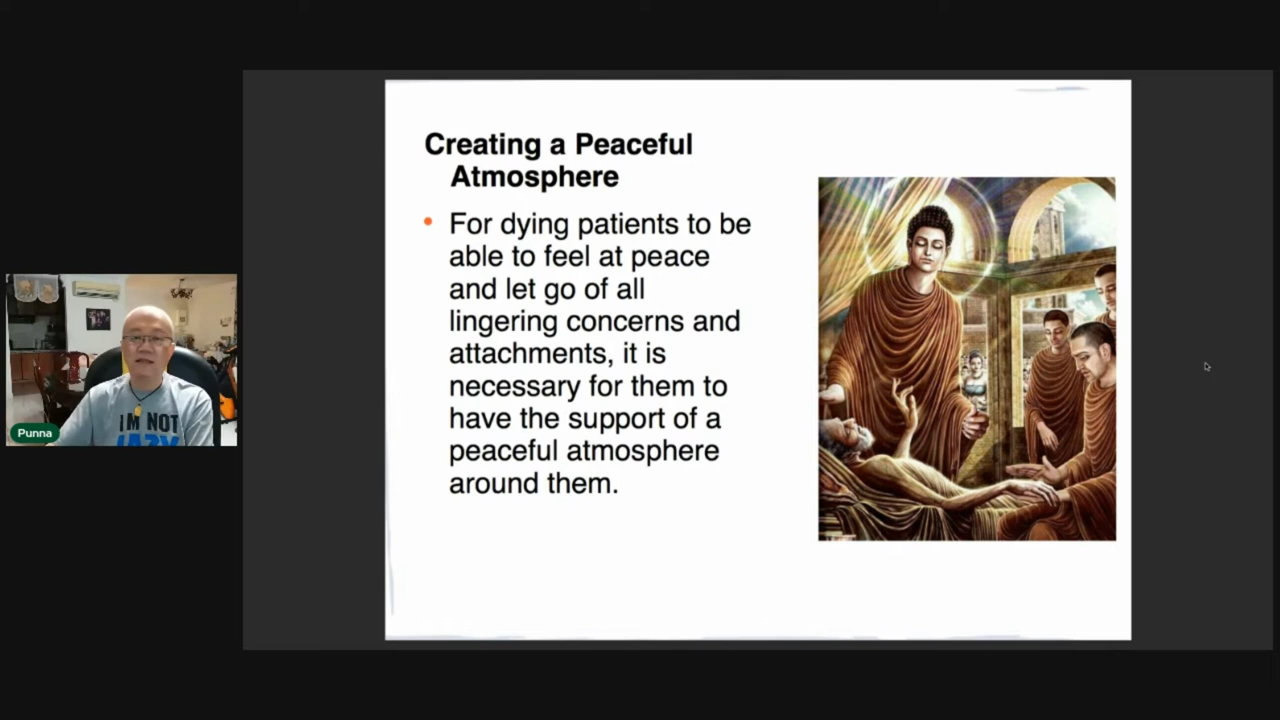 Creating a Peaceful
Atmosphere
• For dying patients to be
able to feel at peace
and let go of all
lingering concerns and
attachments, it is
necessary for them to
have the support of a
peaceful atmosphere
around them.
I'M NOT
LAZY
Punna